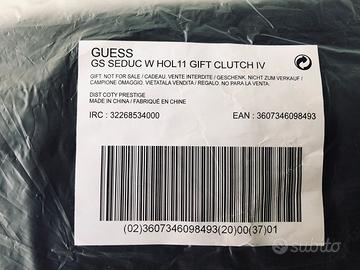 GUESS
GS SEDUC W HOL11 GIFT CLUTCH IV
GIFT. NOT FOR SALE / CADEAU. VENTE INTERDITE / GESCHENK. NICHT ZUM VERKAUF /
CAMPIONE OMAGGIO. VIETATALA VENDITA / REGALO. NO PARA LA VENTA.
DIST COTY PRESTIGE
MADE IN CHINA / FABRIQUÉ EN CHINE
IRC : 32268534000 EAN : 3607346098493
(02)3607346098493(20)00(37)01
subito